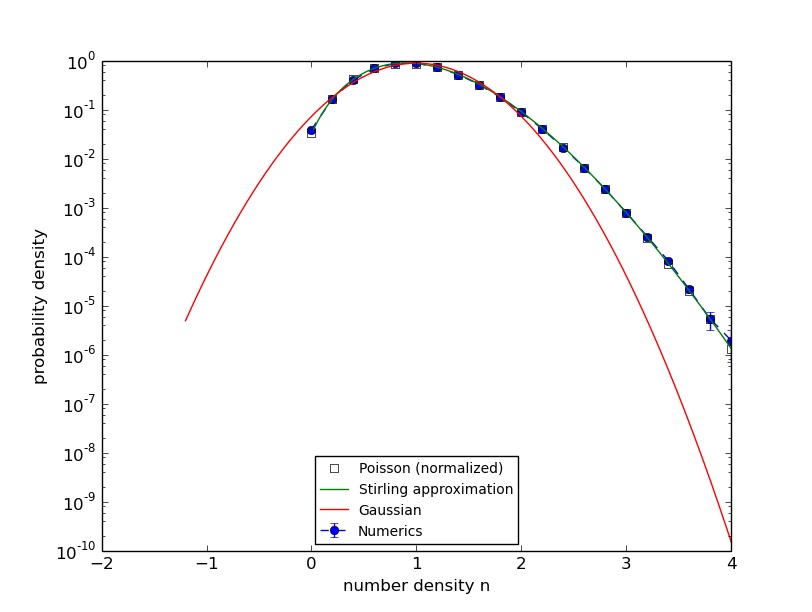 10^0
10^-1
10^-2
10^-3
10^-4
10^-5
10^-6
10^-7
10^-8
10^-9
10^-10
probability density
Poisson (normalized)
Stirling approximation
Gaussian
Numerics
−2 −1 0 1 2 3 4
number density n